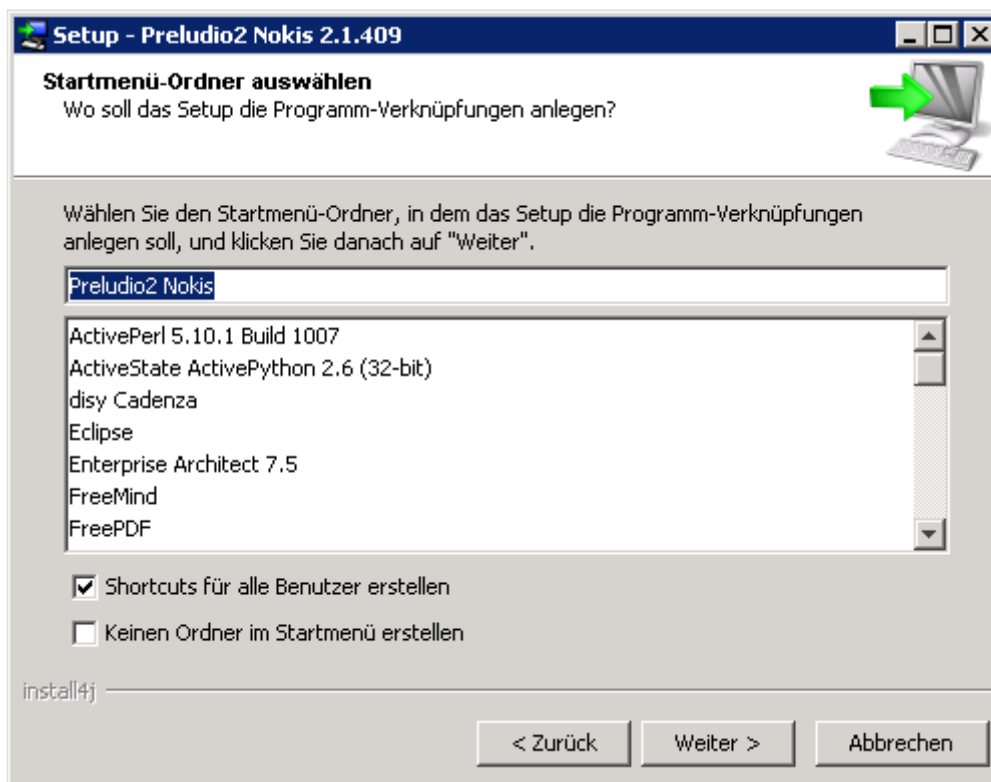 Setup - Preludio2 Nokis 2.1.409
Startmenü-Ordner auswählen
Wo soll das Setup die Programm-Verknüpfungen anlegen?
Wählen Sie den Startmenü-Ordner, in dem das Setup die Programm-Verknüpfungen
anlegen soll, und klicken Sie danach auf "Weiter".
Preludio2 Nokis
ActivePerl 5.10.1 Build 1007
ActiveState ActivePython 2.6 (32-bit)
disy Cadenza
Eclipse
Enterprise Architect 7.5
FreeMind
FreePDF
Shortcuts für alle Benutzer erstellen
Keinen Ordner im Startmenü erstellen
install4j
< Zurück Weiter > Abbrechen